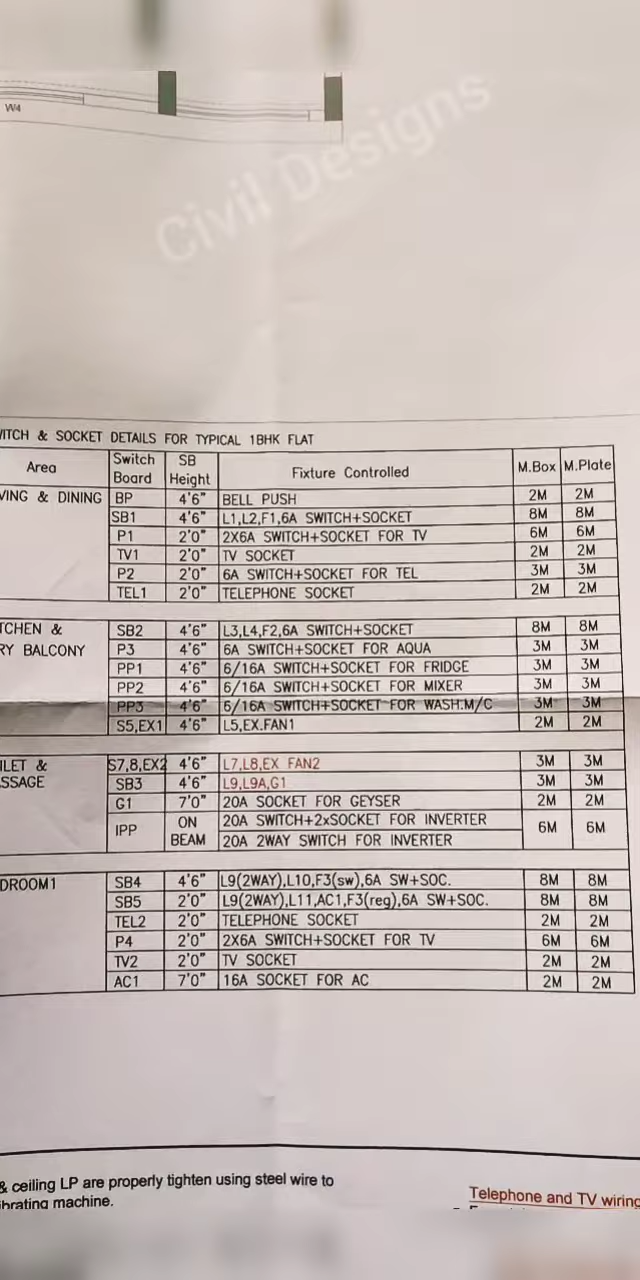 W4
Civil Designs
ITCH & SOCKET DETAILS FOR TYPICAL 1BHK FLAT
Area Switch Board SB Height Fixture Controlled M.Box M.Plate
VING & DINING BP 4'6" BELL PUSH 2M 2M
SB1 4'6" L1,L2,F1,6A SWITCH+SOCKET 8M 8M
P1 2'0" 2X6A SWITCH+SOCKET FOR TV 6M 6M
TV1 2'0" TV SOCKET 2M 2M
P2 2'0" 6A SWITCH+SOCKET FOR TEL 3M 3M
TEL1 2'0" TELEPHONE SOCKET 2M 2M
TCHEN & SB2 4'6" L3,L4,F2,6A SWITCH+SOCKET 8M 8M
RY BALCONY P3 4'6" 6A SWITCH+SOCKET FOR AQUA 3M 3M
PP1 4'6" 6/16A SWITCH+SOCKET FOR FRIDGE 3M 3M
PP2 4'6" 6/16A SWITCH+SOCKET FOR MIXER 3M 3M
PP3 4'6" 6/16A SWITCH+SOCKET FOR WASH.M/C 3M 3M
S5,EX1 4'6" L5,EX.FAN1 2M 2M
ILET & S7,8,EX2 4'6" L7,L8,EX FAN2 3M 3M
SSAGE SB3 4'6" L9,L9A,G1 3M 3M
G1 7'0" 20A SOCKET FOR GEYSER 2M 2M
IPP ON BEAM 20A SWITCH+2xSOCKET FOR INVERTER 6M 6M
20A 2WAY SWITCH FOR INVERTER
DROOM1 SB4 4'6" L9(2WAY),L10,F3(sw),6A SW+SOC. 8M 8M
SB5 2'0" L9(2WAY),L11,AC1,F3(reg),6A SW+SOC. 8M 8M
TEL2 2'0" TELEPHONE SOCKET 2M 2M
P4 2'0" 2X6A SWITCH+SOCKET FOR TV 6M 6M
TV2 2'0" TV SOCKET 2M 2M
AC1 7'0" 16A SOCKET FOR AC 2M 2M
& ceiling LP are properly tighten using steel wire to
ibrating machine.
Telephone and TV wiring